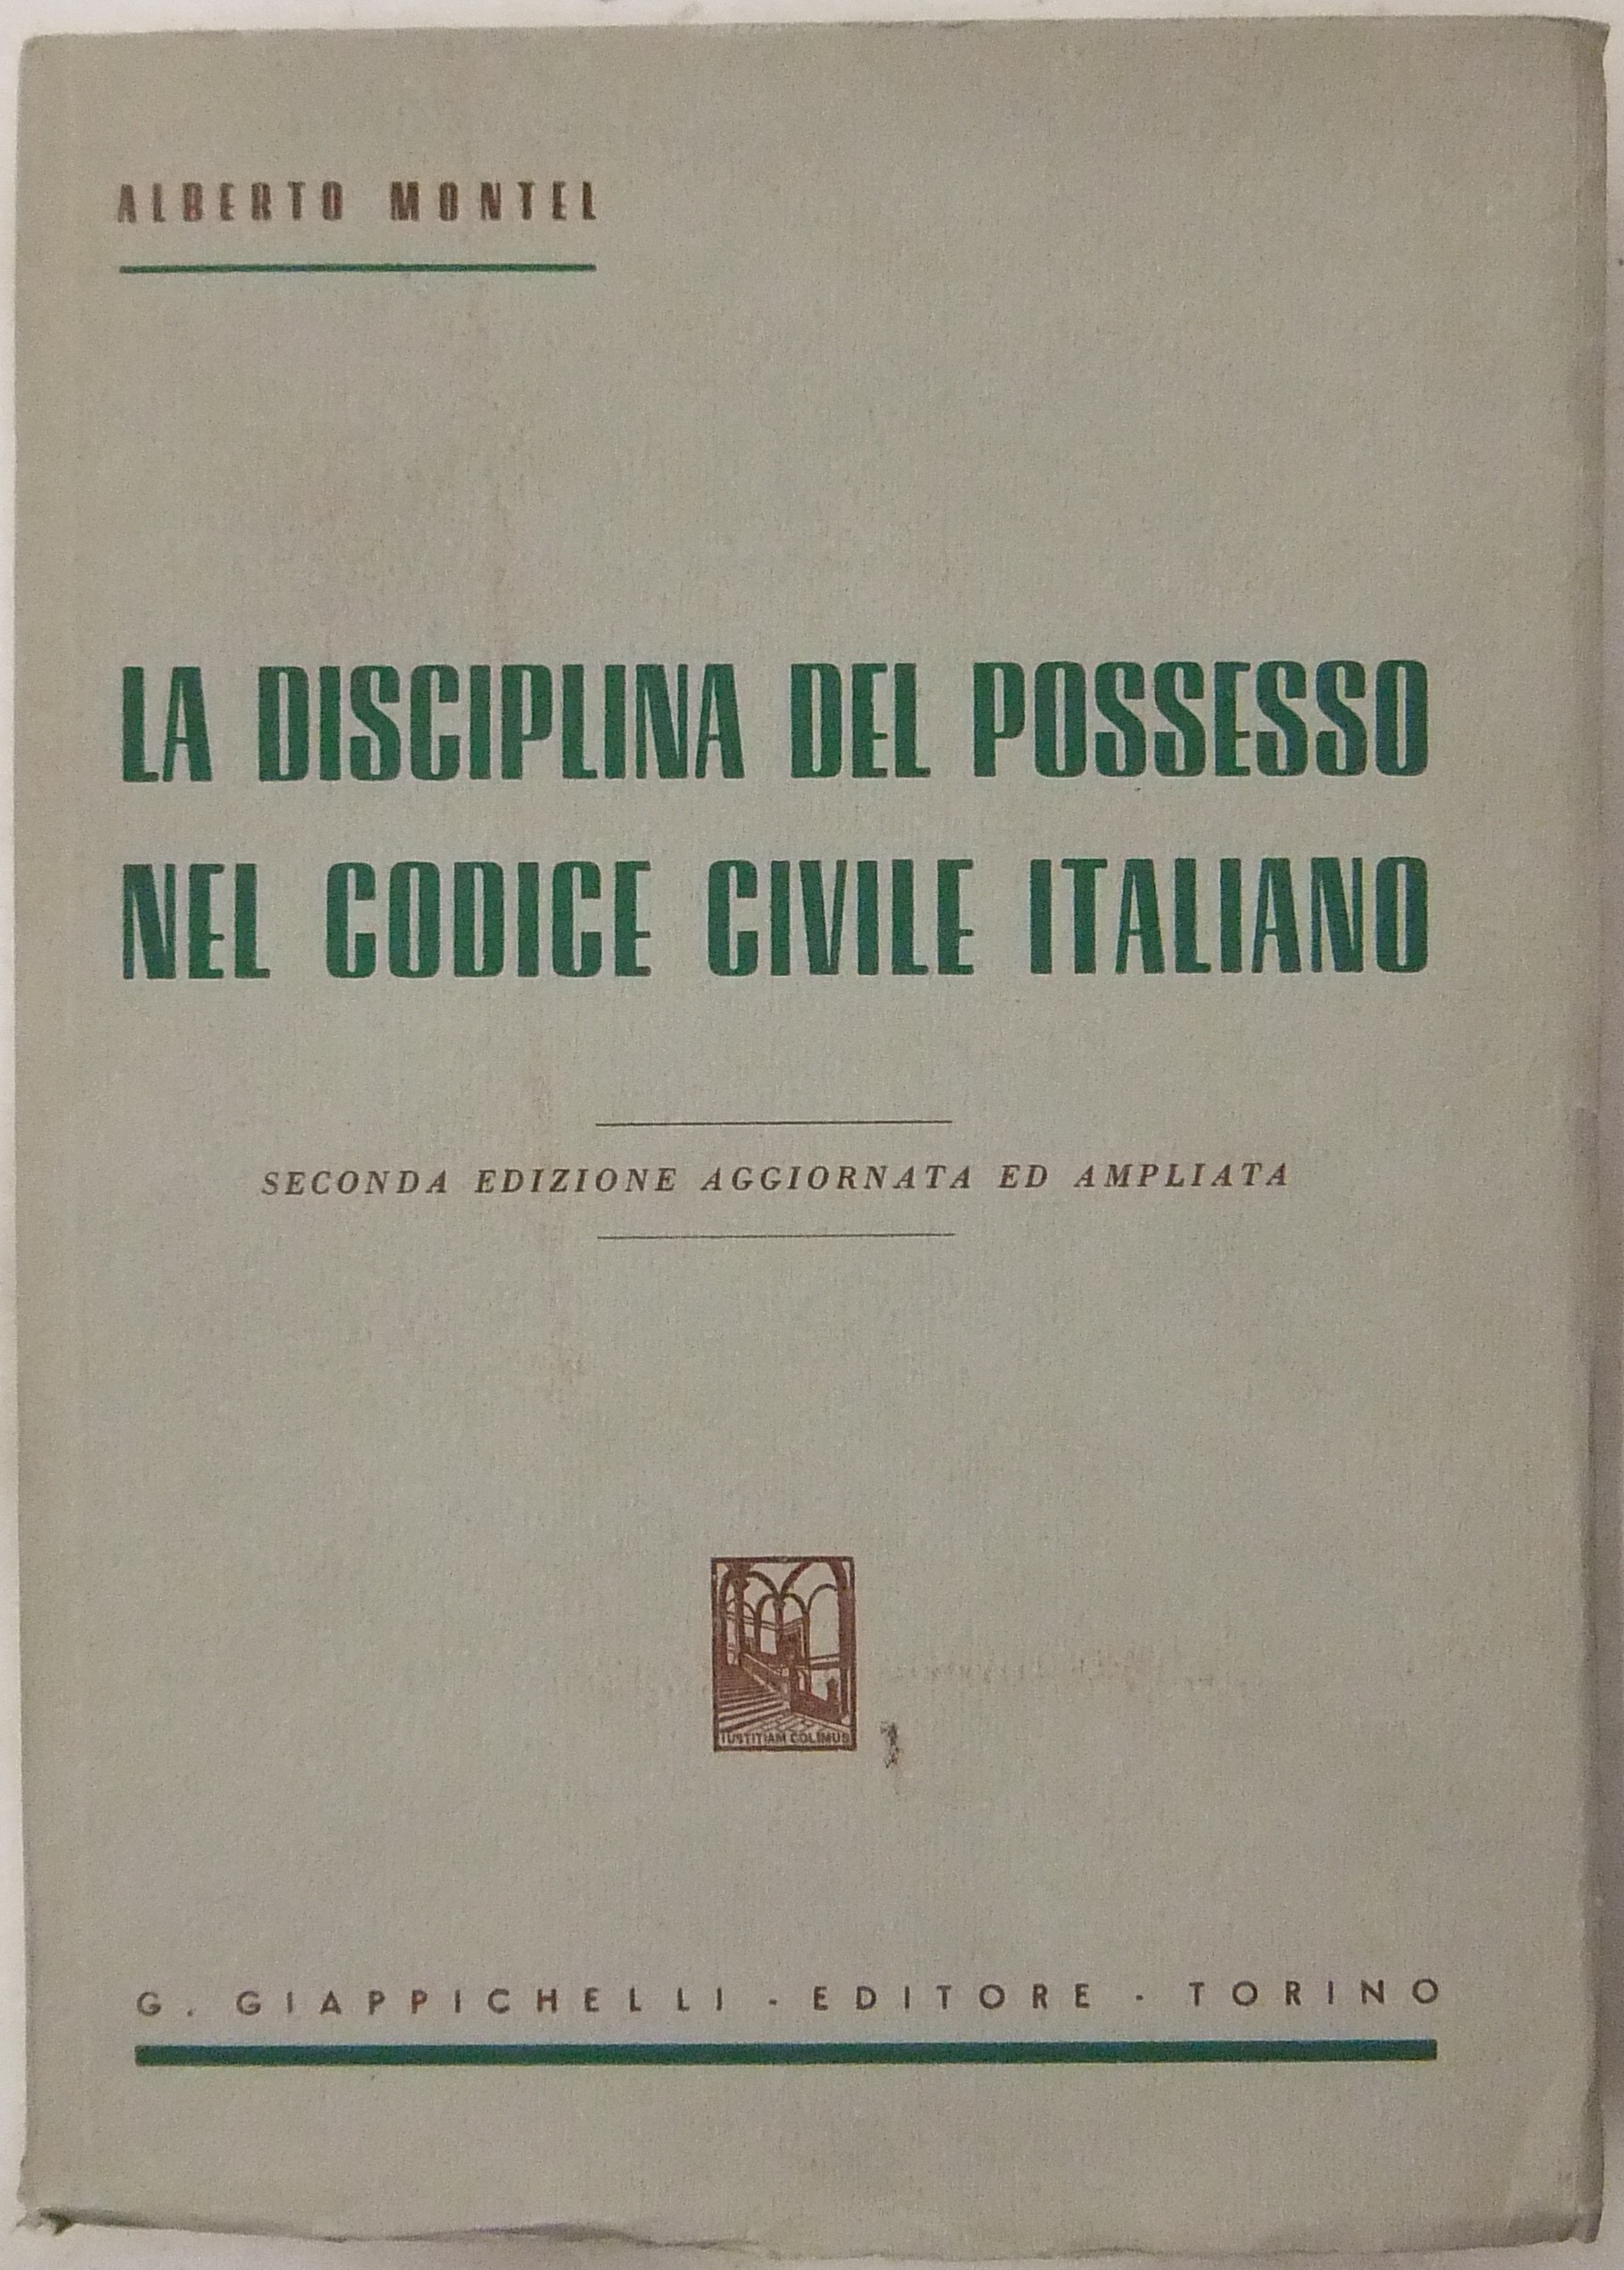 ALBERTO MONTEL
LA DISCIPLINA DEL POSSESSO
NEL CODICE CIVILE ITALIANO
SECONDA EDIZIONE AGGIORNATA ED AMPLIATA
IUSTITIAM COLIMUS
G. GIAPPICHELLI - EDITORE - TORINO